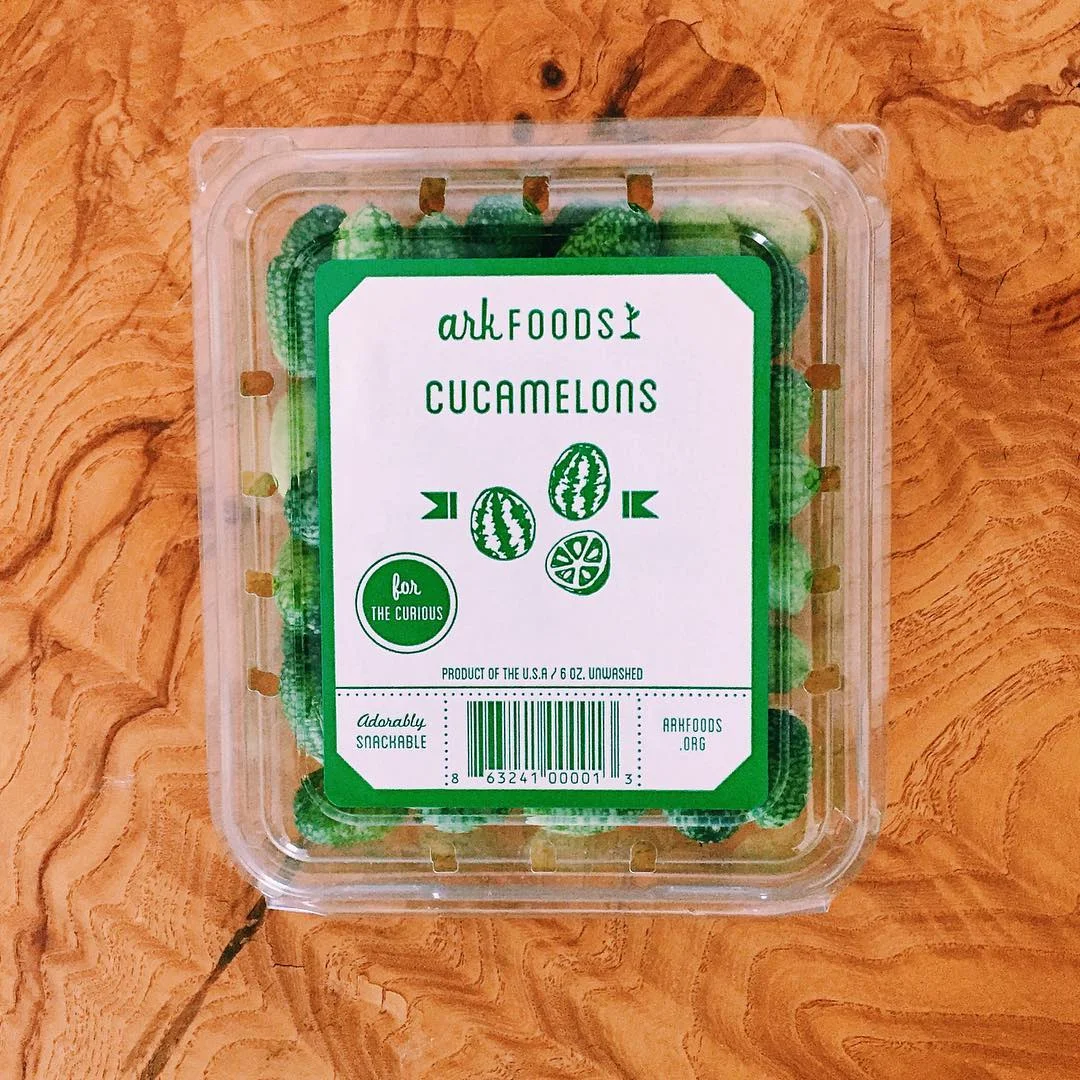 ark FOODS
CUCAMELONS
for
THE CURIOUS
PRODUCT OF THE U.S.A / 6 OZ. UNWASHED
Adorably
SNACKABLE
8 63241 00001 3
ARKFOODS
.ORG